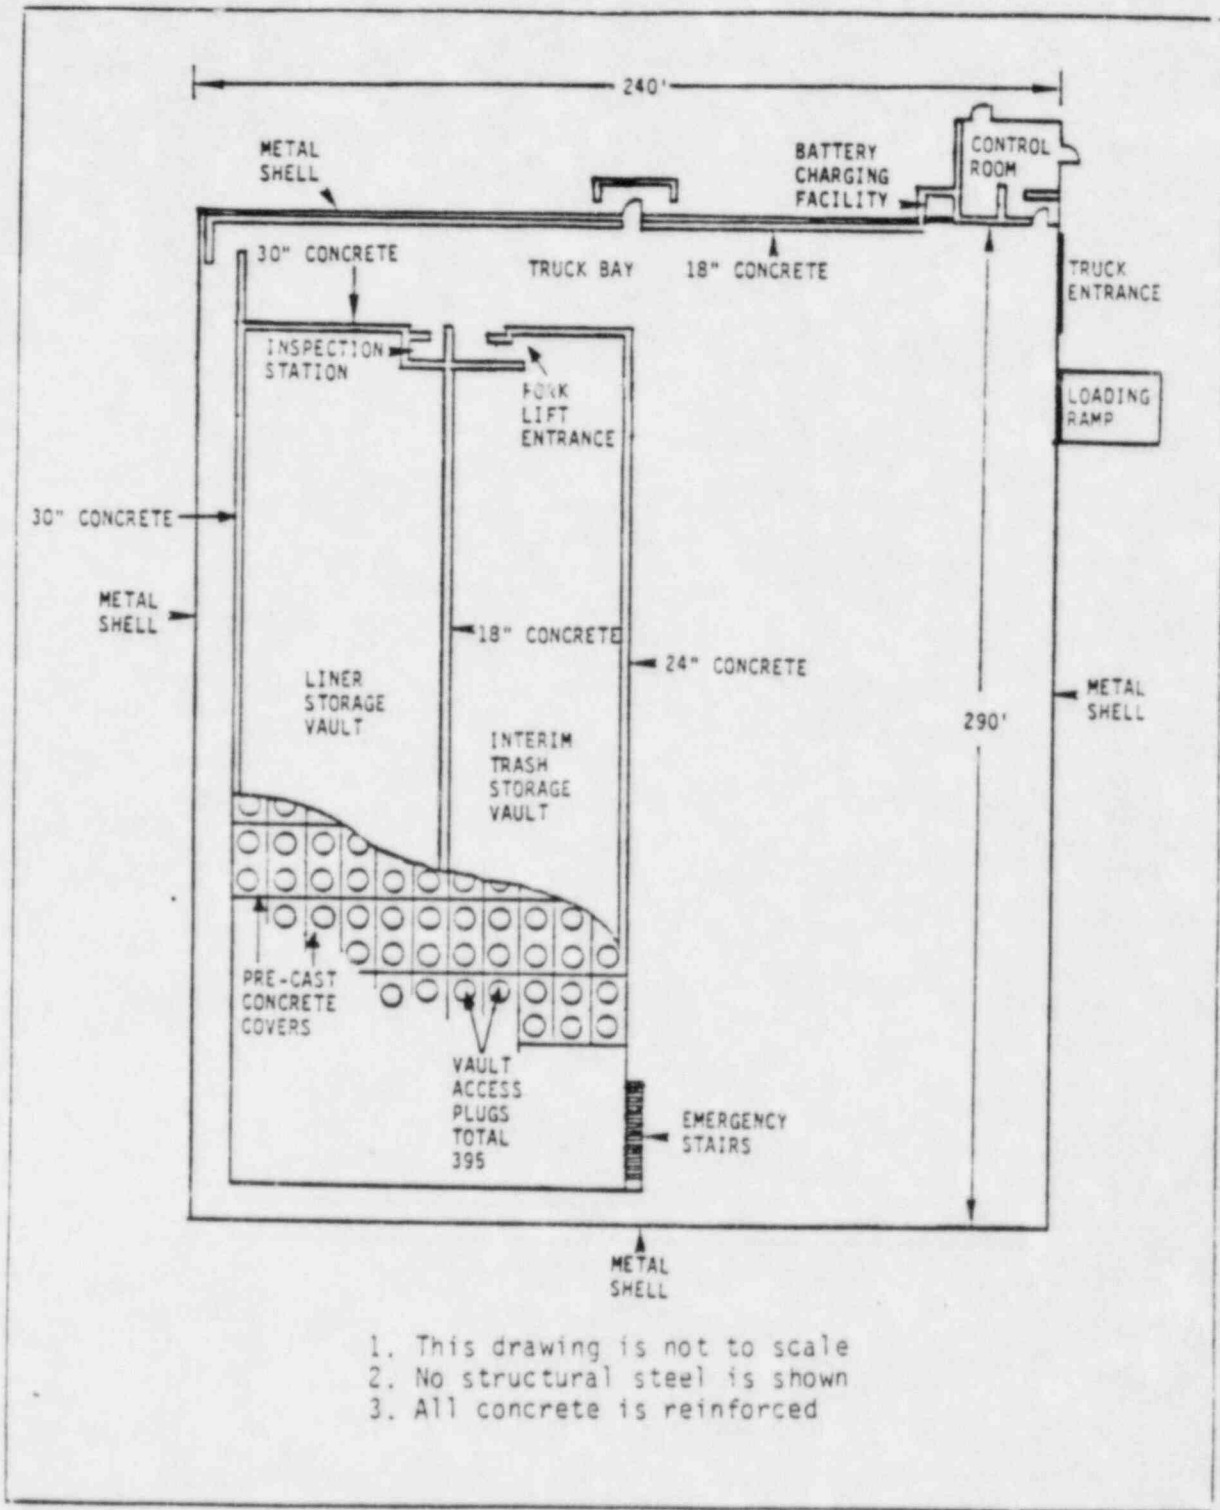 240'
METAL
SHELL
BATTERY
CHARGING
FACILITY
CONTROL
ROOM
30" CONCRETE
TRUCK BAY
18" CONCRETE
TRUCK
ENTRANCE
INSPECTION
STATION
FORK
LIFT
ENTRANCE
LOADING
RAMP
30" CONCRETE
METAL
SHELL
18" CONCRETE
24" CONCRETE
LINER
STORAGE
VAULT
METAL
SHELL
290'
INTERIM
TRASH
STORAGE
VAULT
PRE-CAST
CONCRETE
COVERS
VAULT
ACCESS
PLUGS
TOTAL
395
EMERGENCY
STAIRS
METAL
SHELL
1. This drawing is not to scale
2. No structural steel is shown
3. All concrete is reinforced